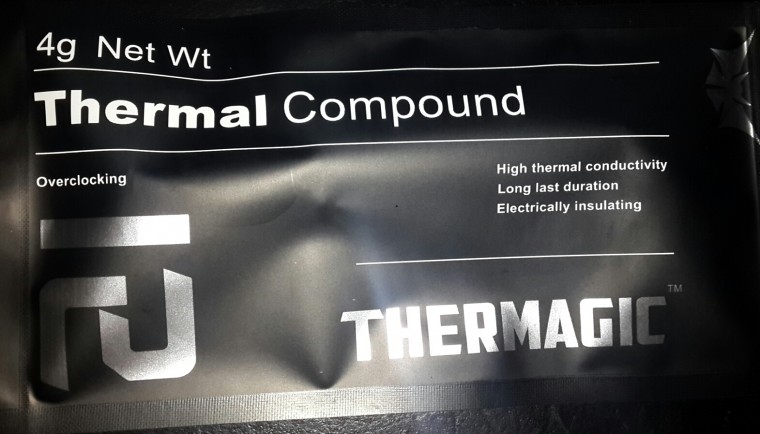 4g Net Wt
Thermal Compound
Overclocking
High thermal conductivity
Long last duration
Electrically insulating
THERMAGIC™